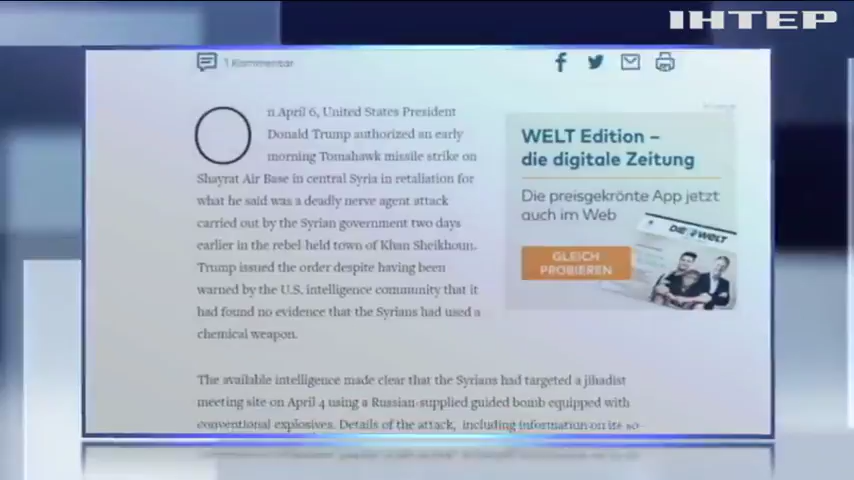 ІНТЕР
1 Kommentar
On April 6, United States President
Donald Trump authorized an early
morning Tomahawk missile strike on
Shayrat Air Base in central Syria in retaliation for
what he said was a deadly nerve agent attack
carried out by the Syrian government two days
earlier in the rebel-held town of Khan Sheikhoun.
Trump issued the order despite having been
warned by the U.S. intelligence community that it
had found no evidence that the Syrians had used a
chemical weapon.
The available intelligence made clear that the Syrians had targeted a jihadist
meeting site on April 4 using a Russian-supplied guided bomb equipped with
conventional explosives. Details of the attack, including information on its so-
WELT Edition –
die digitale Zeitung
Die preisgekrönte App jetzt
auch im Web
GLEICH
PROBIEREN
DIE WELT